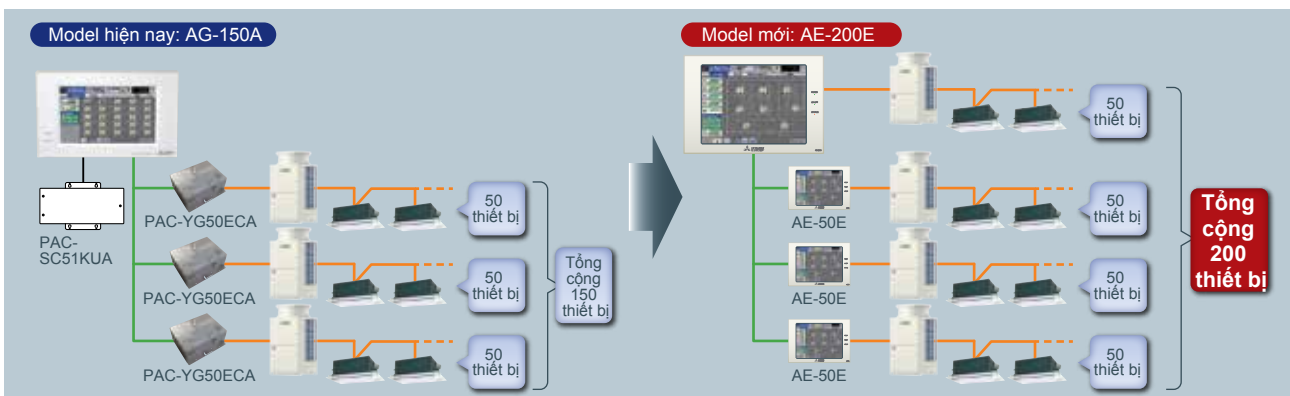 Model hiện nay: AG-150A
PAC-
SC51KUA
PAC-YG50ECA
50
thiết bị
PAC-YG50ECA
50
thiết bị
PAC-YG50ECA
50
thiết bị
Tổng
cộng
150
thiết bị
Model mới: AE-200E
50
thiết bị
AE-50E
50
thiết bị
AE-50E
50
thiết bị
AE-50E
50
thiết bị
Tổng
cộng
200
thiết bị